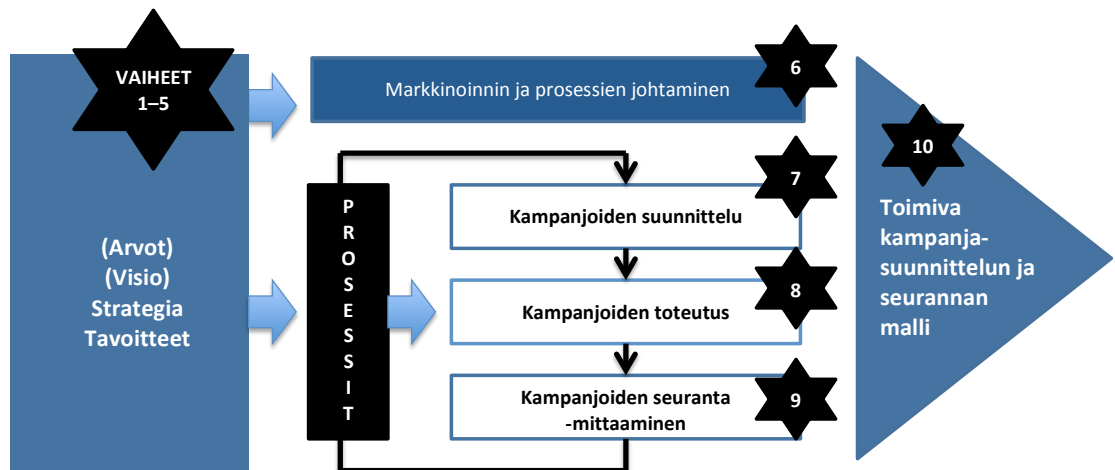 VAIHEET
1–5
(Arvot)
(Visio)
Strategia
Tavoitteet
6
Markkinoinnin ja prosessien johtaminen
PROSESSIT
7
Kampanjoiden suunnittelu
8
Kampanjoiden toteutus
9
Kampanjoiden seuranta
-mittaaminen
10
Toimiva
kampanja-
suunnittelun ja
seurannan
malli